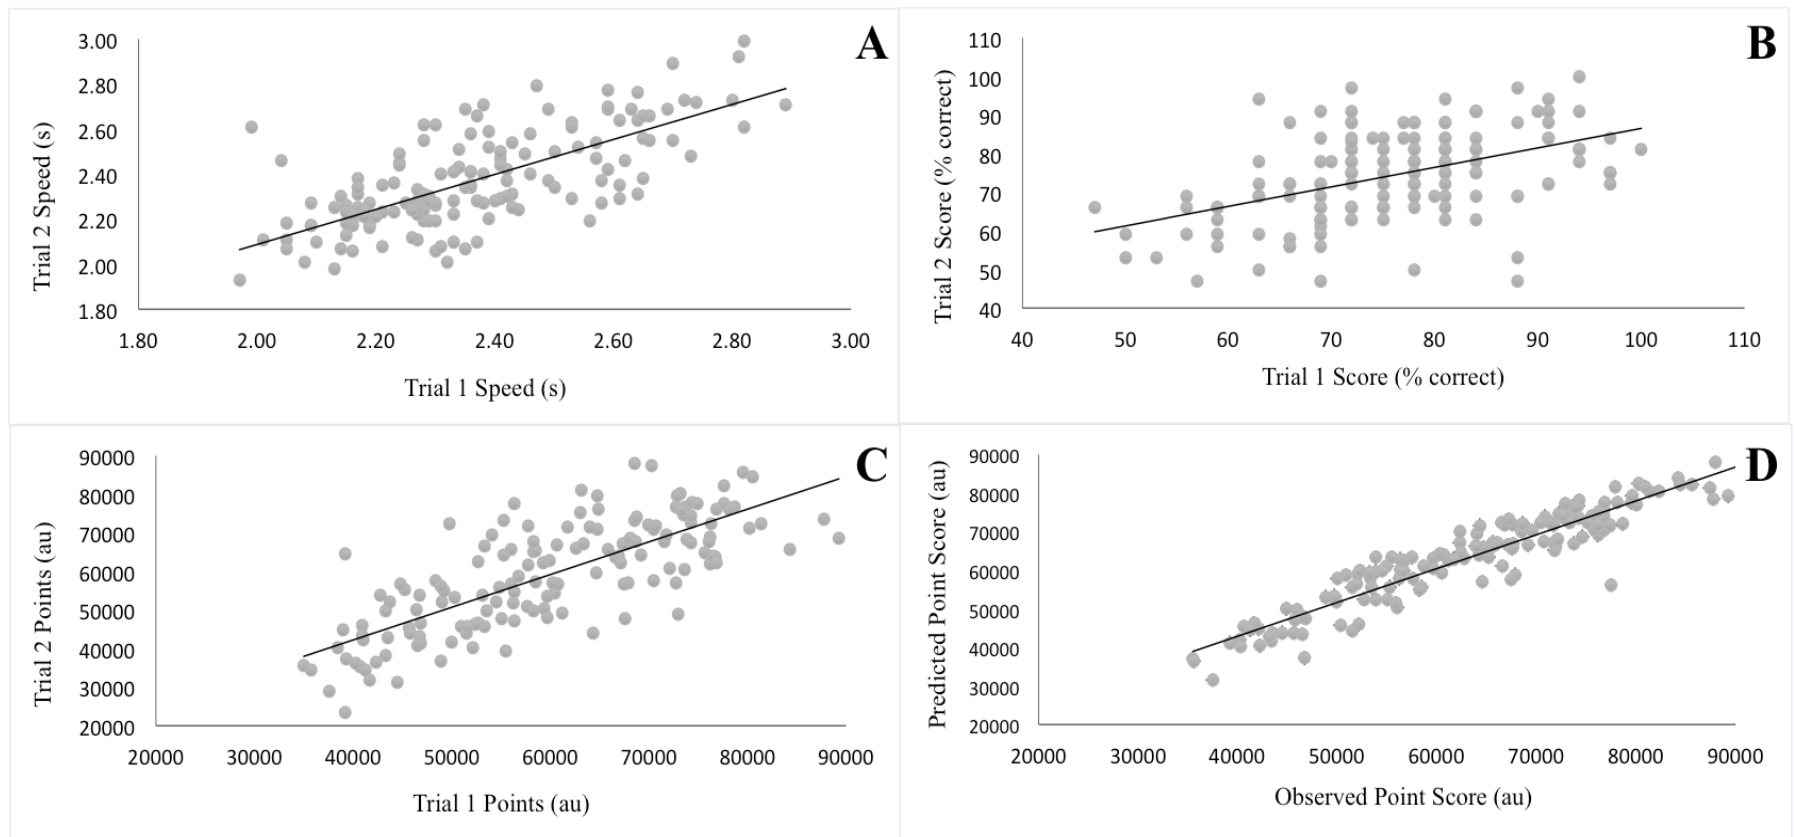 A
3.00
2.80
2.60
2.40
2.20
2.00
1.80
Trial 2 Speed (s)
1.80 2.00 2.20 2.40 2.60 2.80 3.00
Trial 1 Speed (s)
B
110
100
90
80
70
60
50
40
Trial 2 Score (% correct)
40 50 60 70 80 90 100 110
Trial 1 Score (% correct)
C
90000
80000
70000
60000
50000
40000
30000
20000
Trial 2 Points (au)
20000 30000 40000 50000 60000 70000 80000 90000
Trial 1 Points (au)
D
90000
80000
70000
60000
50000
40000
30000
20000
Predicted Point Score (au)
20000 30000 40000 50000 60000 70000 80000 90000
Observed Point Score (au)